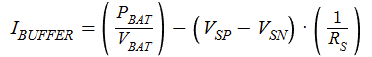 I_BUFFER = (P_BAT / V_BAT) − (V_SP − V_SN) · (1 / R_S)